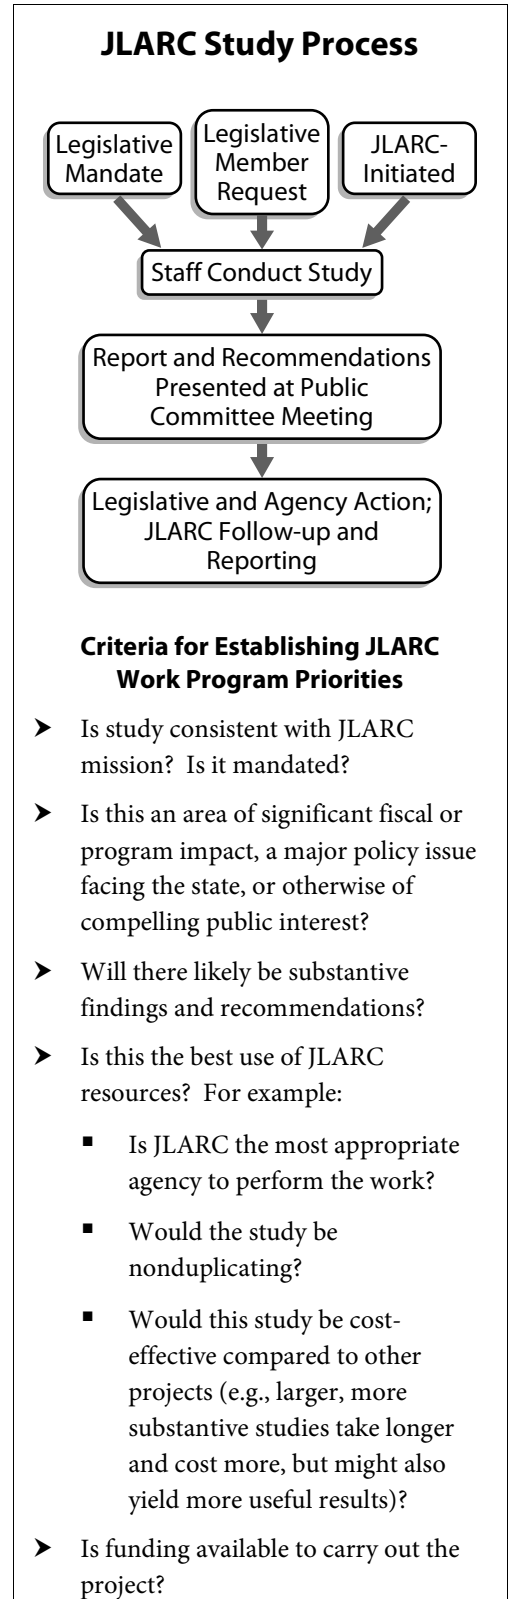 JLARC Study Process
Legislative
Mandate
Legislative
Member
Request
JLARC-
Initiated
Staff Conduct Study
Report and Recommendations
Presented at Public
Committee Meeting
Legislative and Agency Action;
JLARC Follow-up and
Reporting
Criteria for Establishing JLARC
Work Program Priorities
➤ Is study consistent with JLARC
mission?  Is it mandated?
➤ Is this an area of significant fiscal or
program impact, a major policy issue
facing the state, or otherwise of
compelling public interest?
➤ Will there likely be substantive
findings and recommendations?
➤ Is this the best use of JLARC
resources?  For example:
▪ Is JLARC the most appropriate
agency to perform the work?
▪ Would the study be
nonduplicating?
▪ Would this study be cost-
effective compared to other
projects (e.g., larger, more
substantive studies take longer
and cost more, but might also
yield more useful results)?
➤ Is funding available to carry out the
project?